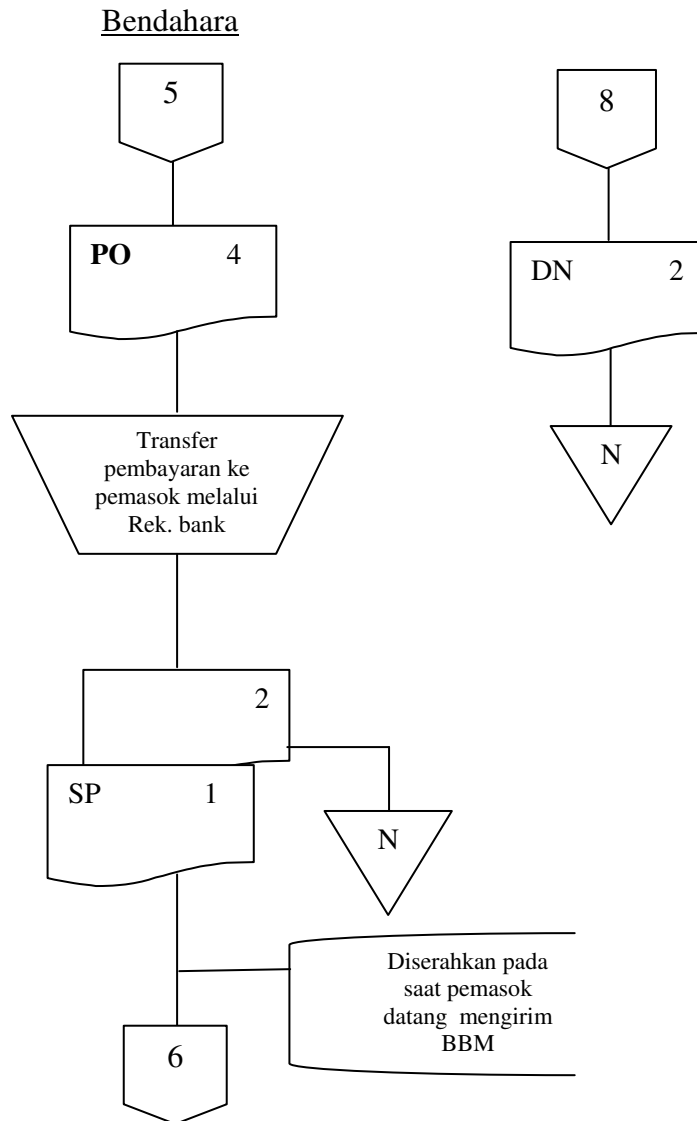 Bendahara
5
PO 4
Transfer
pembayaran ke
pemasok melalui
Rek. bank
2
SP 1
N
Diserahkan pada
saat pemasok
datang mengirim
BBM
6
8
DN 2
N